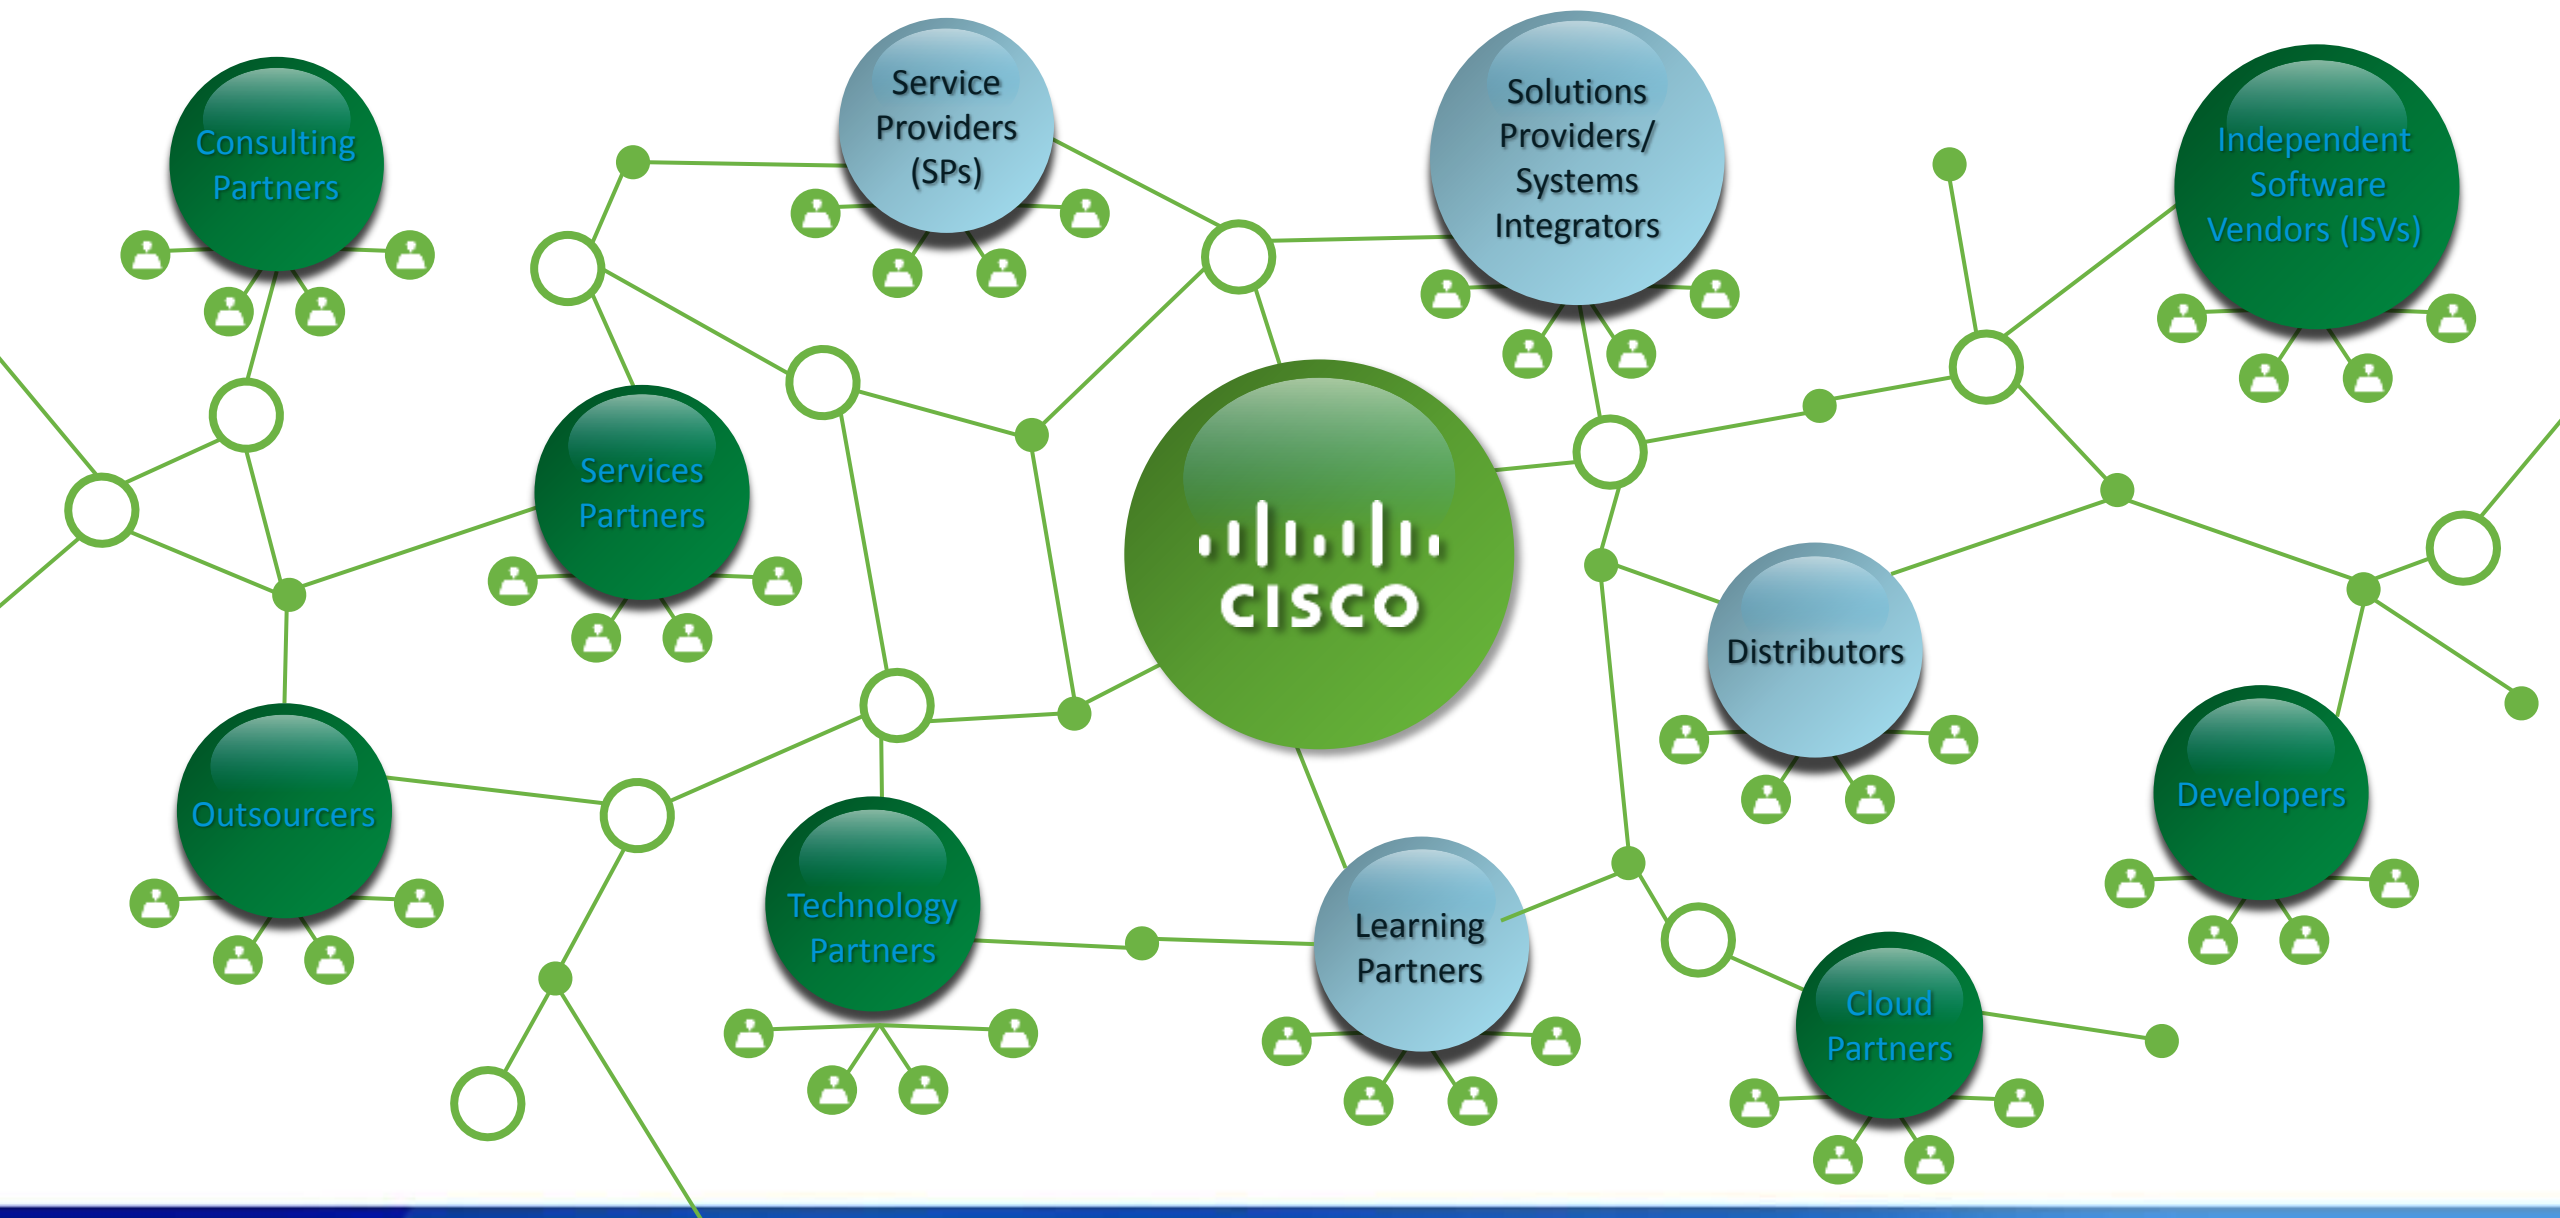 Consulting
Partners
Service
Providers
(SPs)
Solutions
Providers/
Systems
Integrators
Independent
Software
Vendors (ISVs)
Services
Partners
CISCO
Distributors
Outsourcers
Developers
Technology
Partners
Learning
Partners
Cloud
Partners